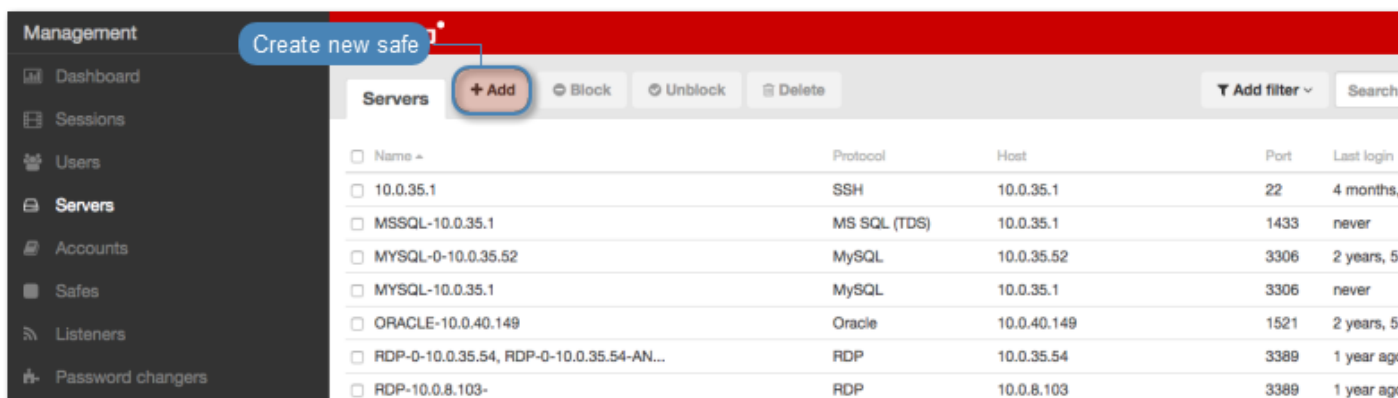 Management
Create new safe
Dashboard
Sessions
Users
Servers
Accounts
Safes
Listeners
Password changers
Servers + Add Block Unblock Delete Add filter Search
Name Protocol Host Port Last login
10.0.35.1 SSH 10.0.35.1 22 4 months,
MSSQL-10.0.35.1 MS SQL (TDS) 10.0.35.1 1433 never
MYSQL-0-10.0.35.52 MySQL 10.0.35.52 3306 2 years, 5
MYSQL-10.0.35.1 MySQL 10.0.35.1 3306 never
ORACLE-10.0.40.149 Oracle 10.0.40.149 1521 2 years, 5
RDP-0-10.0.35.54, RDP-0-10.0.35.54-AN... RDP 10.0.35.54 3389 1 year ago
RDP-10.0.8.103- RDP 10.0.8.103 3389 1 year ago